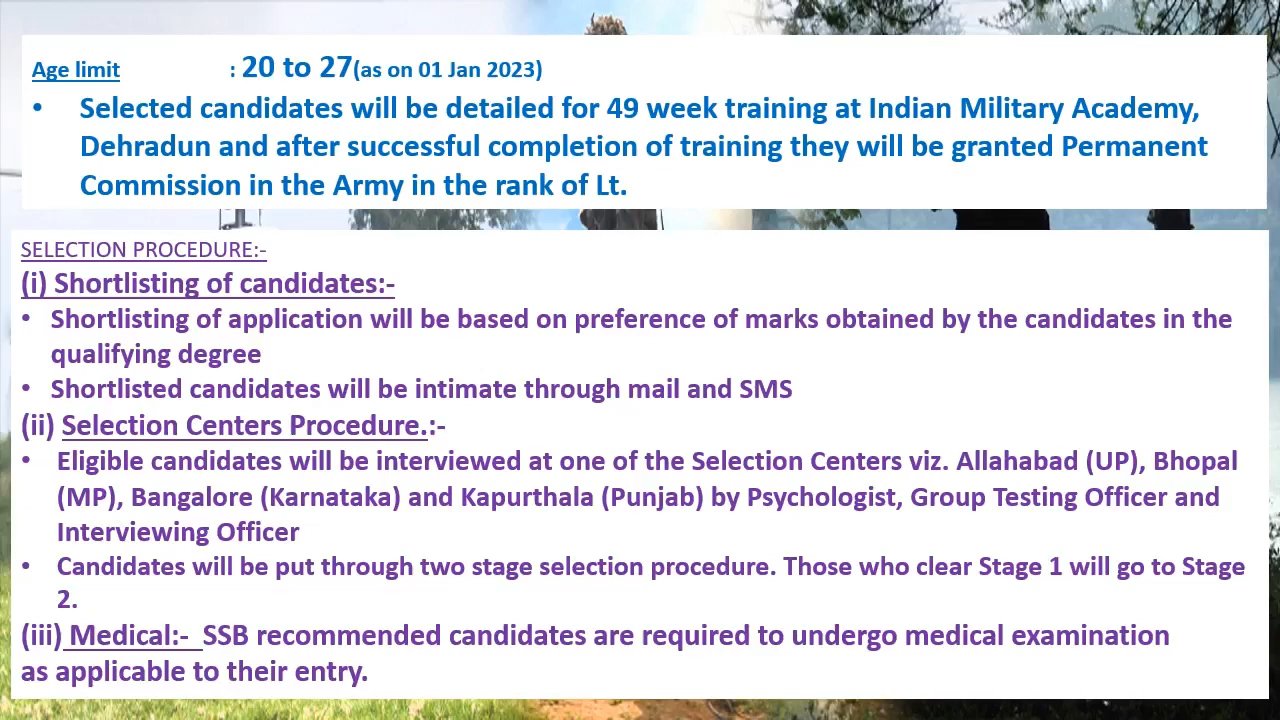 Age limit : 20 to 27(as on 01 Jan 2023)
• Selected candidates will be detailed for 49 week training at Indian Military Academy,
Dehradun and after successful completion of training they will be granted Permanent
Commission in the Army in the rank of Lt.
SELECTION PROCEDURE:-
(i) Shortlisting of candidates:-
• Shortlisting of application will be based on preference of marks obtained by the candidates in the
qualifying degree
• Shortlisted candidates will be intimate through mail and SMS
(ii) Selection Centers Procedure.:-
• Eligible candidates will be interviewed at one of the Selection Centers viz. Allahabad (UP), Bhopal
(MP), Bangalore (Karnataka) and Kapurthala (Punjab) by Psychologist, Group Testing Officer and
Interviewing Officer
• Candidates will be put through two stage selection procedure. Those who clear Stage 1 will go to Stage
2.
(iii) Medical:- SSB recommended candidates are required to undergo medical examination
as applicable to their entry.